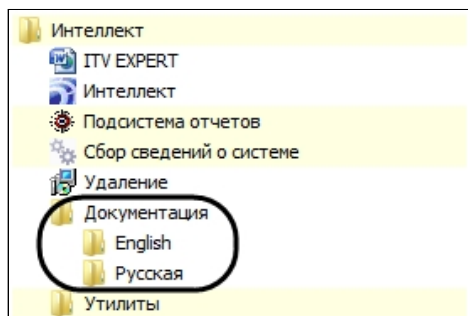 Интеллект
ITV EXPERT
Интеллект
Подсистема отчетов
Сбор сведений о системе
Удаление
Документация
English
Русская
Утилиты